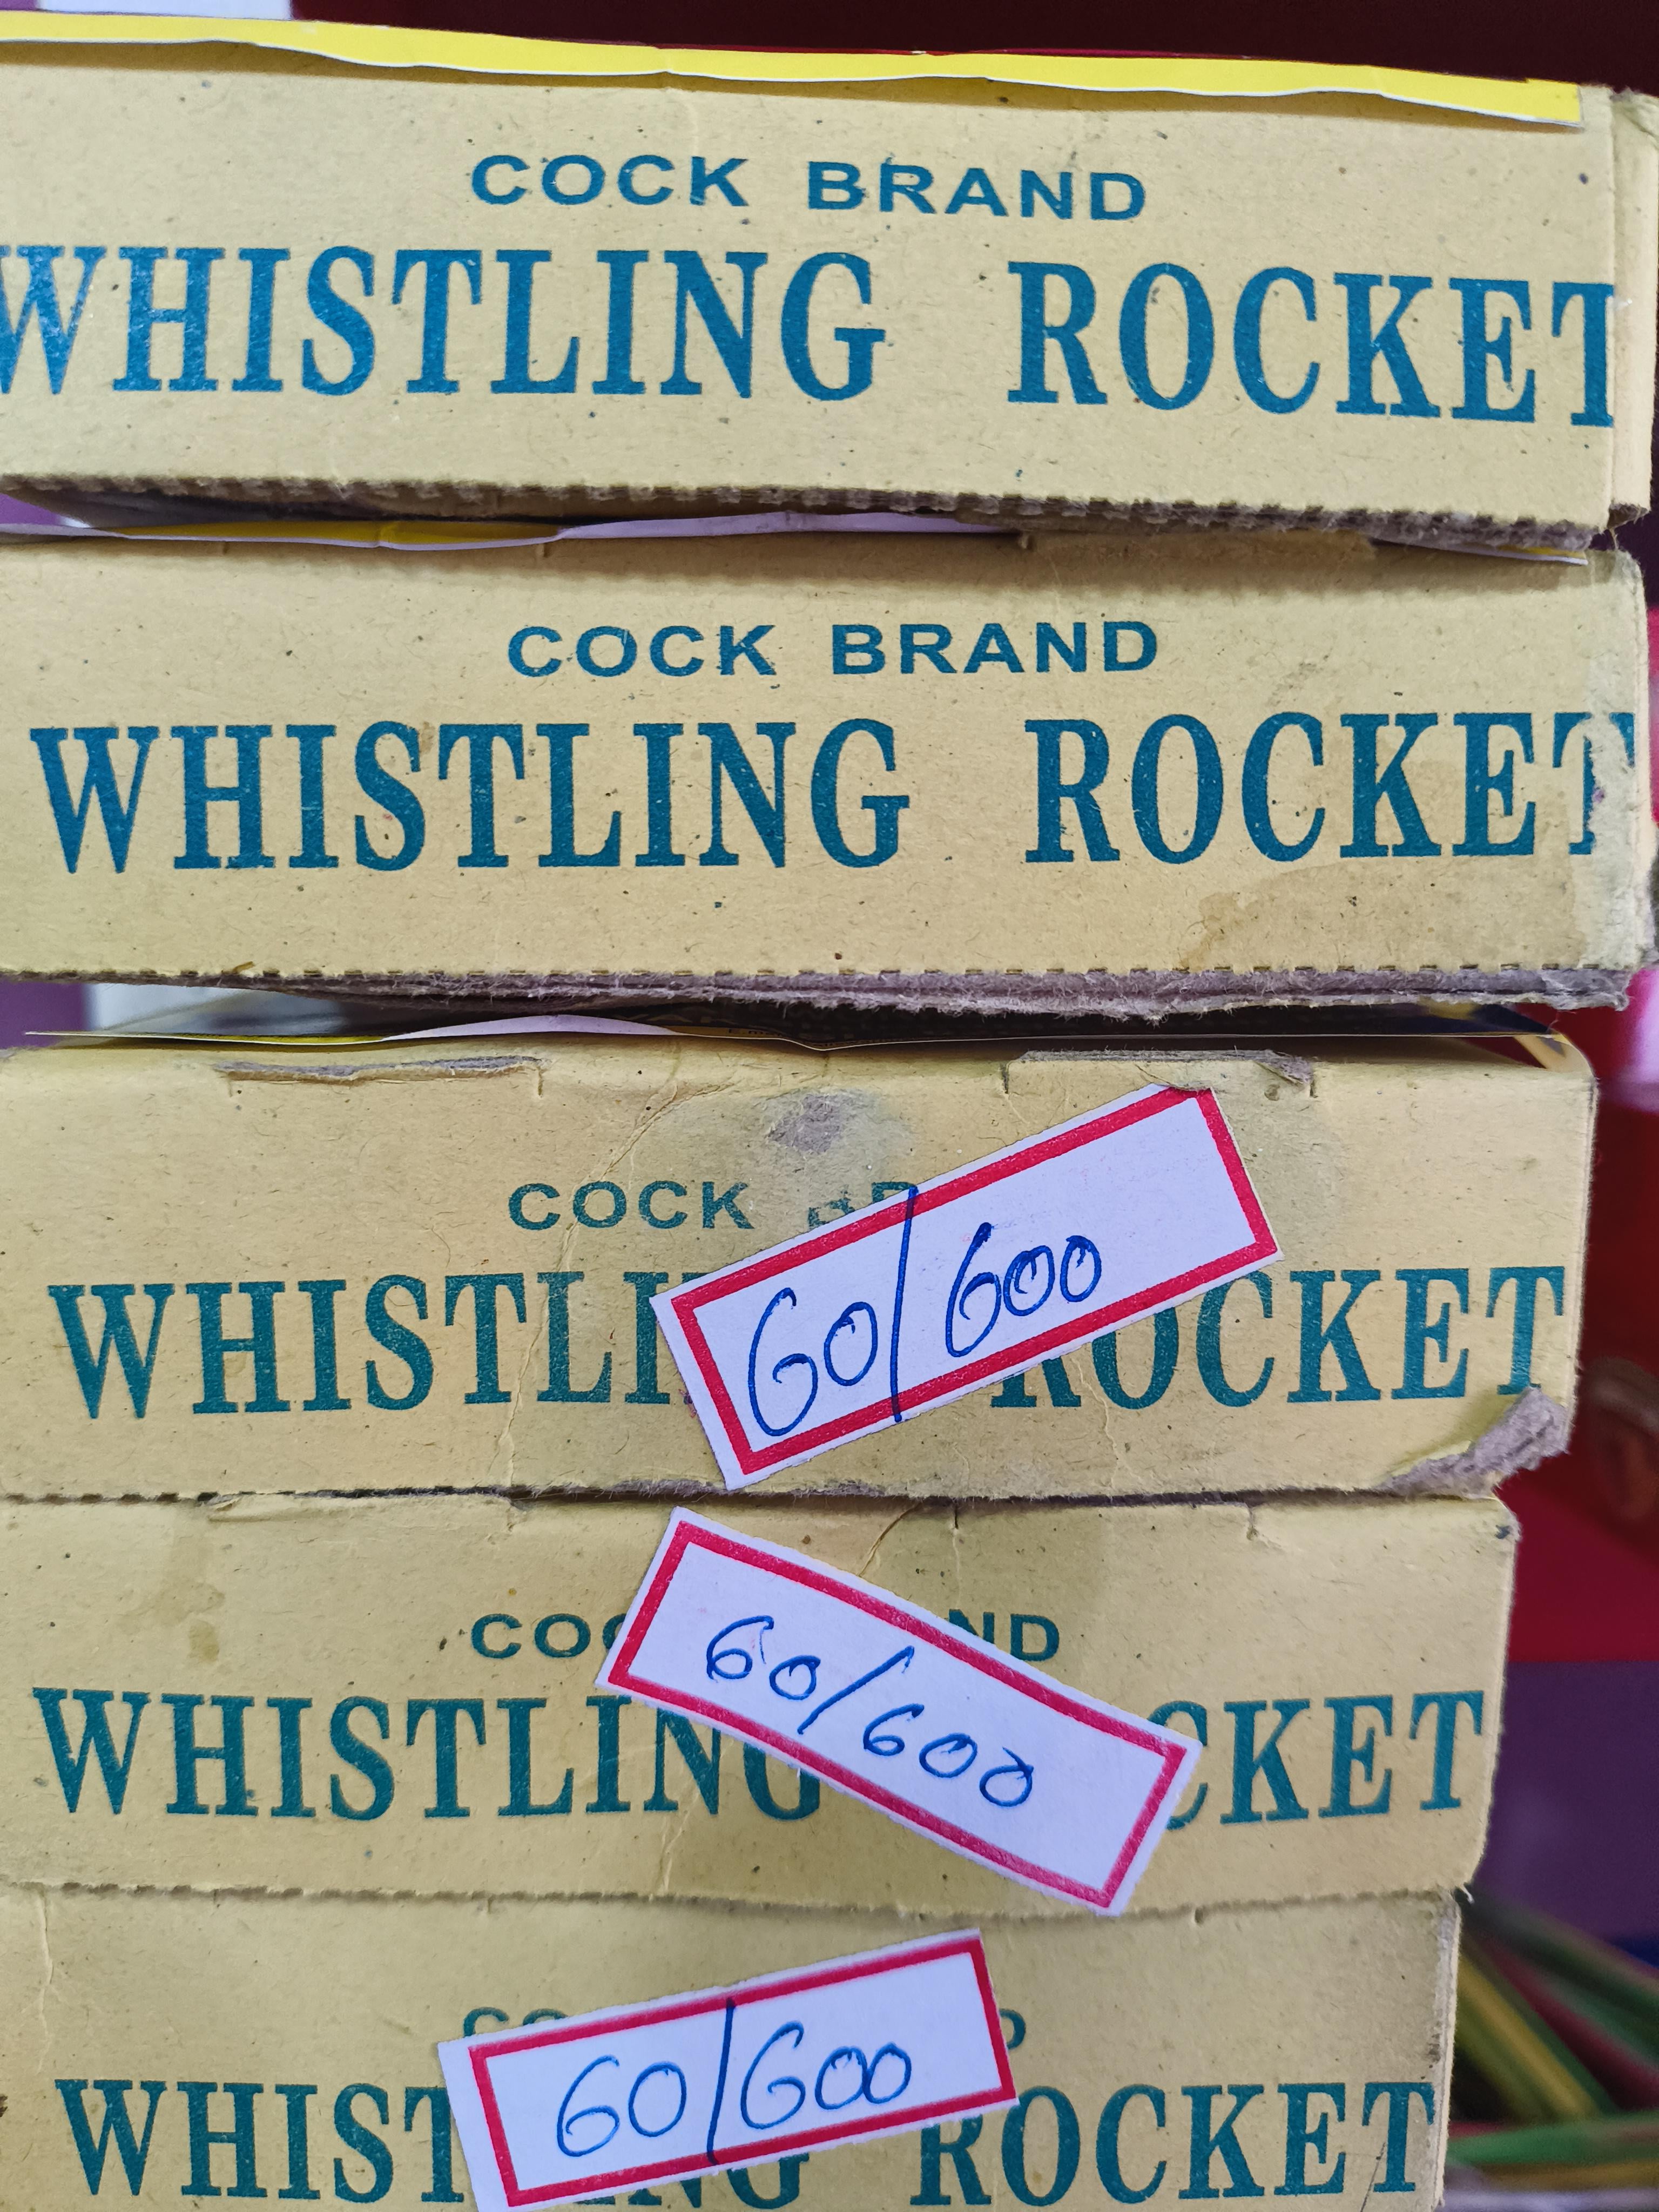 COCK BRAND
WHISTLING ROCKET
COCK BRAND
WHISTLING ROCKET
COCK
WHISTLI ROCKET
60/600
CKET
WHISTLING
60/600
WHIST ROCKET
60/600